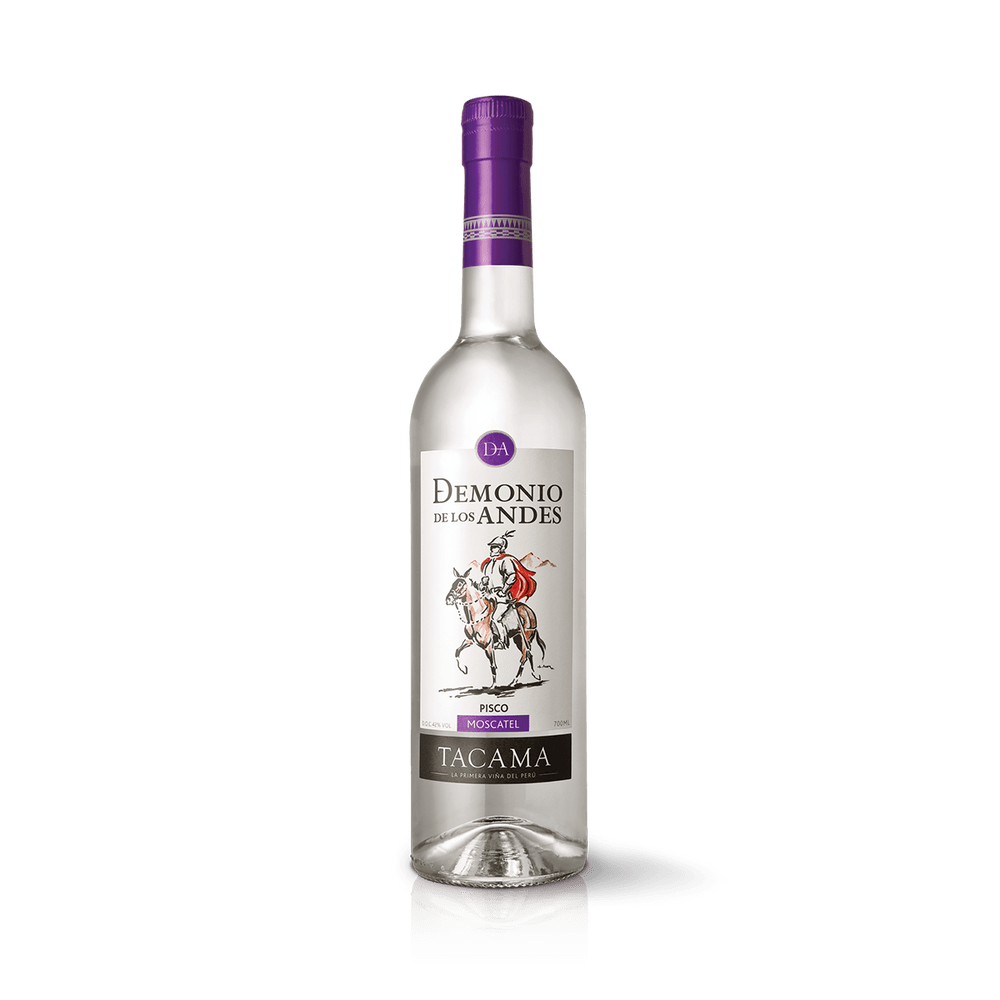 DA
DEMONIO
DE LOS ANDES
PISCO
MOSCATEL
700ML
TACAMA
LA PRIMERA VIÑA DEL PERÚ